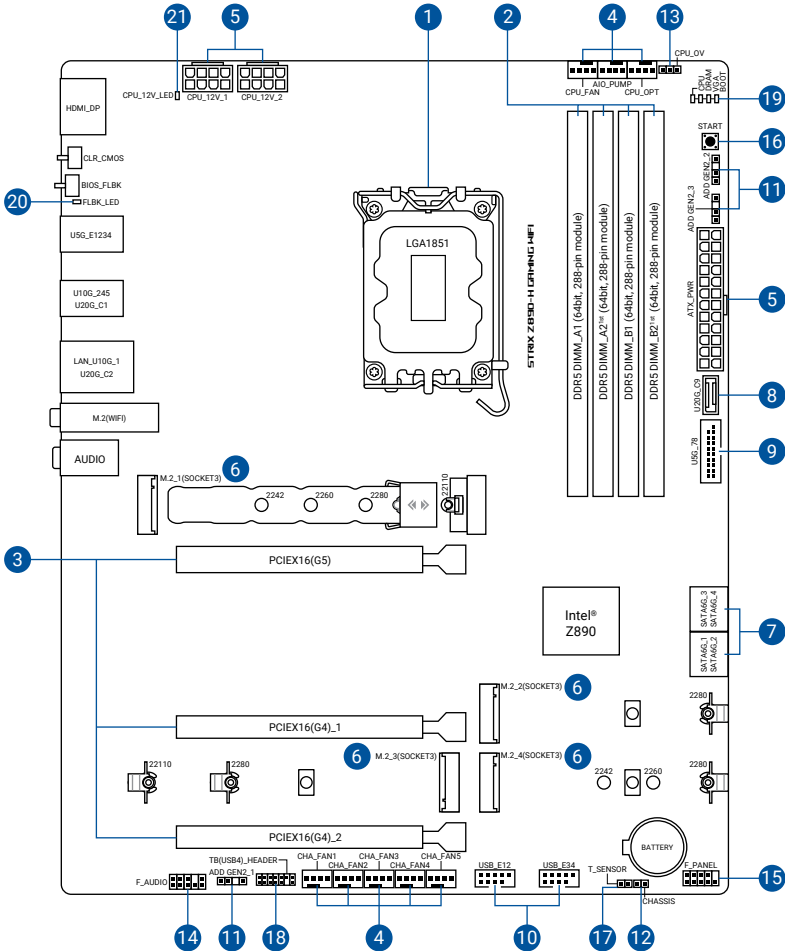 21
5
1
2
4
13
CPU_OV
CPU_12V_LED
CPU_12V_1
CPU_12V_2
CPU_FAN
AIO_PUMP
CPU_OPT
CPU
DRAM
VGA
BOOT
19
HDMI_DP
START
16
CLR_CMOS
BIOS_FLBK
20
FLBK_LED
ADD GEN2_2
11
ADD GEN2_3
U5G_E1234
LGA1851
STRIX Z890-H GAMING WIFI
DDR5 DIMM_A1 (64bit, 288-pin module)
DDR5 DIMM_A2¹ˢᵗ (64bit, 288-pin module)
DDR5 DIMM_B1 (64bit, 288-pin module)
DDR5 DIMM_B2¹ˢᵗ (64bit, 288-pin module)
U10G_245
U20G_C1
ATX_PWR
5
LAN_U10G_1
U20G_C2
U20G_C9
8
M.2(WIFI)
AUDIO
U5G_78
9
M.2_1(SOCKET3)
6
2242
2260
2280
22110
3
PCIEX16(G5)
Intel®
Z890
SATA6G_3
SATA6G_4
7
SATA6G_1
SATA6G_2
M.2_2(SOCKET3)
6
2280
PCIEX16(G4)_1
6
M.2_3(SOCKET3)
M.2_4(SOCKET3)
6
22110
2280
2242
2260
2280
PCIEX16(G4)_2
BATTERY
F_AUDIO
TB(USB4)_HEADER
ADD GEN2_1
CHA_FAN1
CHA_FAN2
CHA_FAN3
CHA_FAN4
CHA_FAN5
USB_E12
USB_E34
T_SENSOR
CHASSIS
F_PANEL
15
14
11
18
4
10
17
12